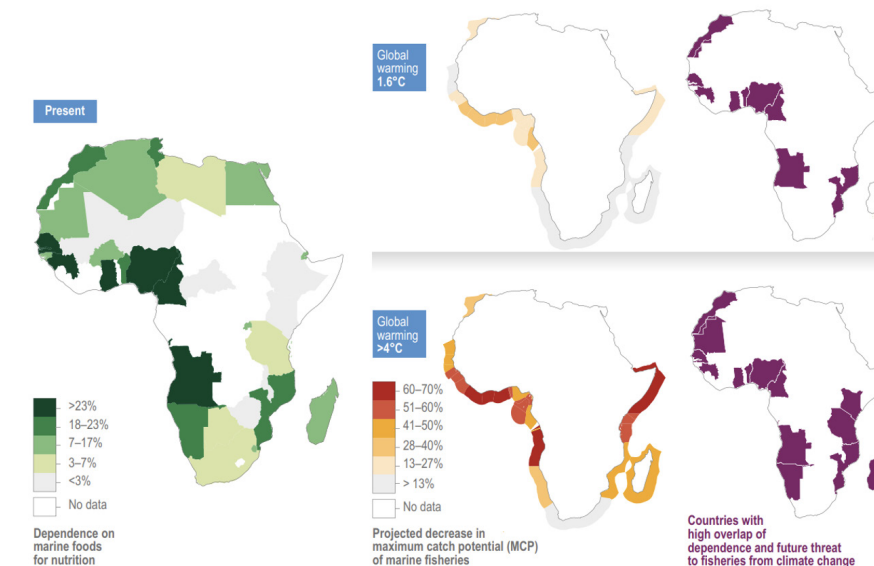 Present
>23%
18–23%
7–17%
3–7%
<3%
No data
Dependence on
marine foods
for nutrition
Global
warming
1.6°C
Global
warming
>4°C
60–70%
51–60%
41–50%
28–40%
13–27%
> 13%
No data
Projected decrease in
maximum catch potential (MCP)
of marine fisheries
Countries with
high overlap of
dependence and future threat
to fisheries from climate change